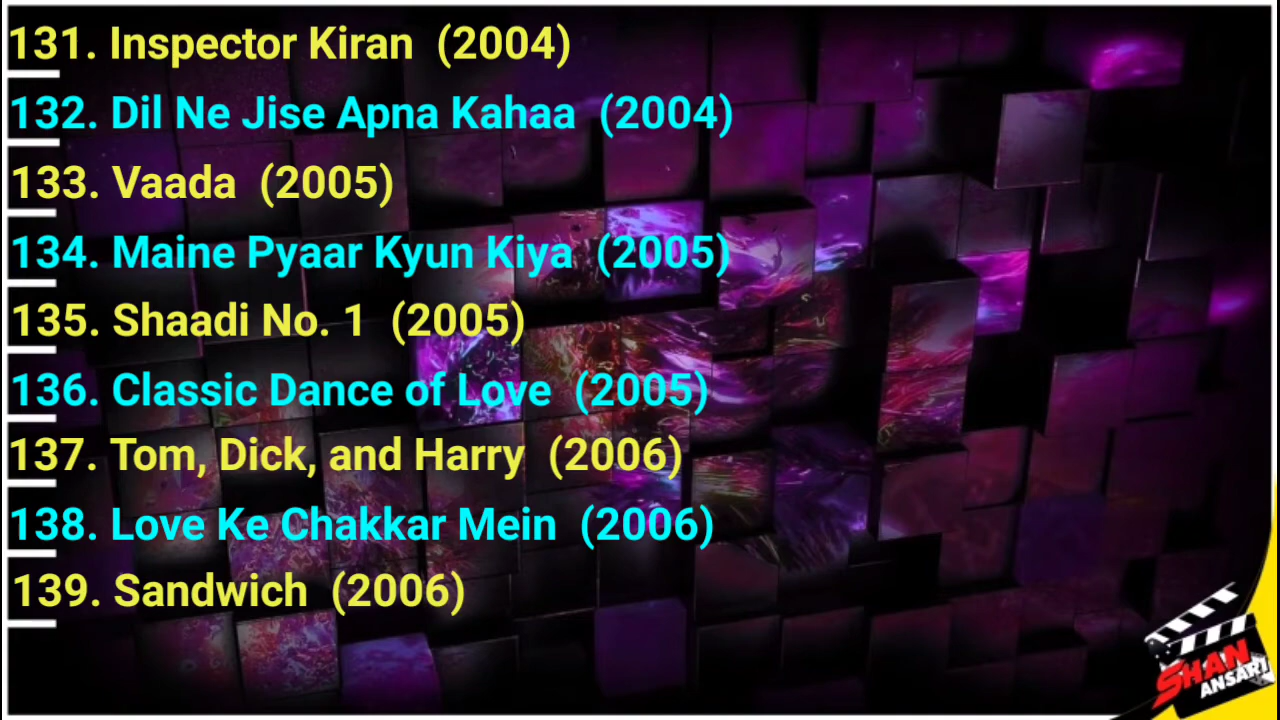 131. Inspector Kiran (2004)
132. Dil Ne Jise Apna Kahaa (2004)
133. Vaada (2005)
134. Maine Pyaar Kyun Kiya (2005)
135. Shaadi No. 1 (2005)
136. Classic Dance of Love (2005)
137. Tom, Dick, and Harry (2006)
138. Love Ke Chakkar Mein (2006)
139. Sandwich (2006)
SHAN
ANSARI